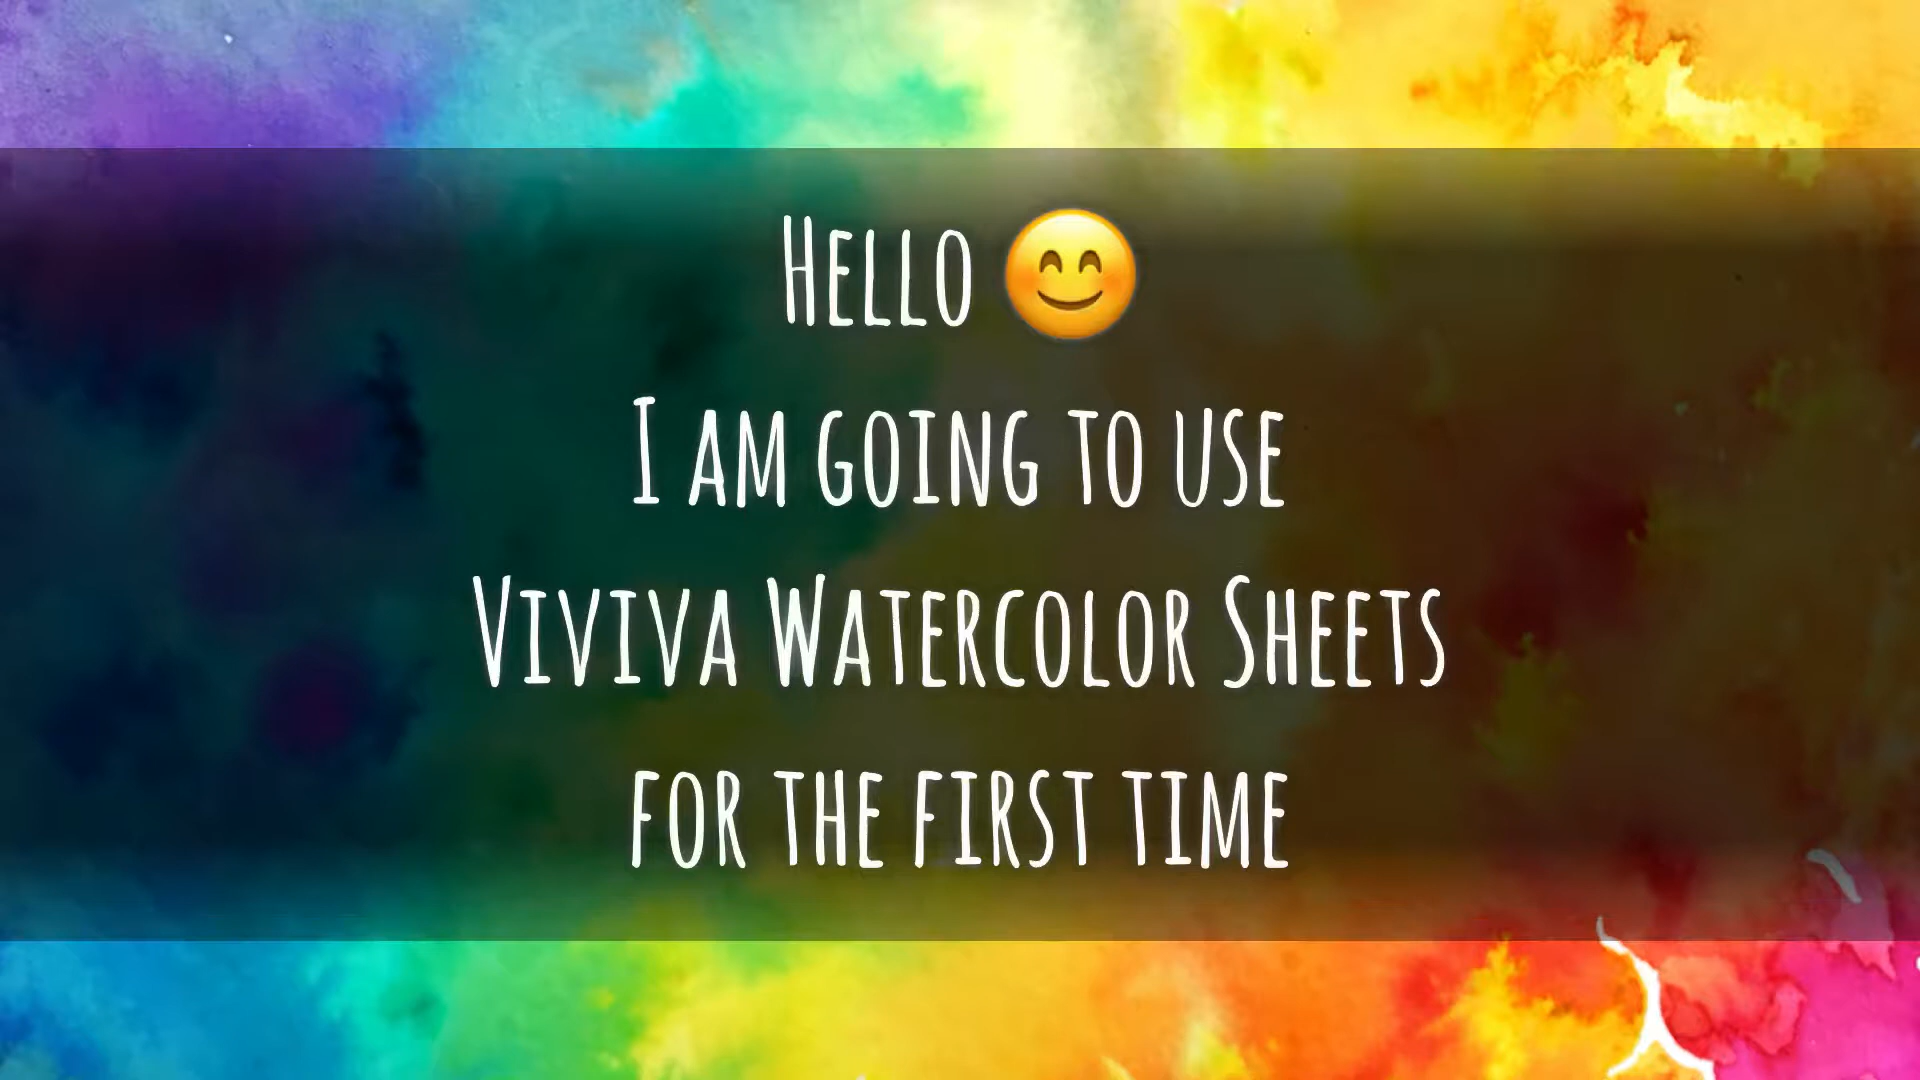 Hello 😊
I am going to use
Viviva Watercolor Sheets
for the first time